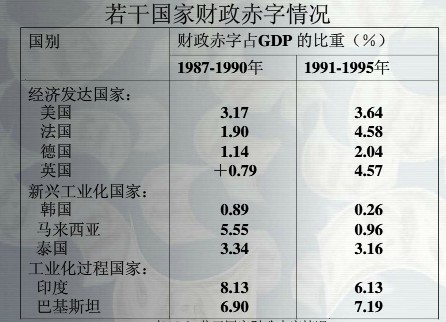 若干国家财政赤字情况
国别 财政赤字占GDP 的比重（%）
1987-1990年 1991-1995年
经济发达国家：
美国 3.17 3.64
法国 1.90 4.58
德国 1.14 2.04
英国 +0.79 4.57
新兴工业化国家：
韩国 0.89 0.26
马来西亚 5.55 0.96
泰国 3.34 3.16
工业化过程国家：
印度 8.13 6.13
巴基斯坦 6.90 7.19